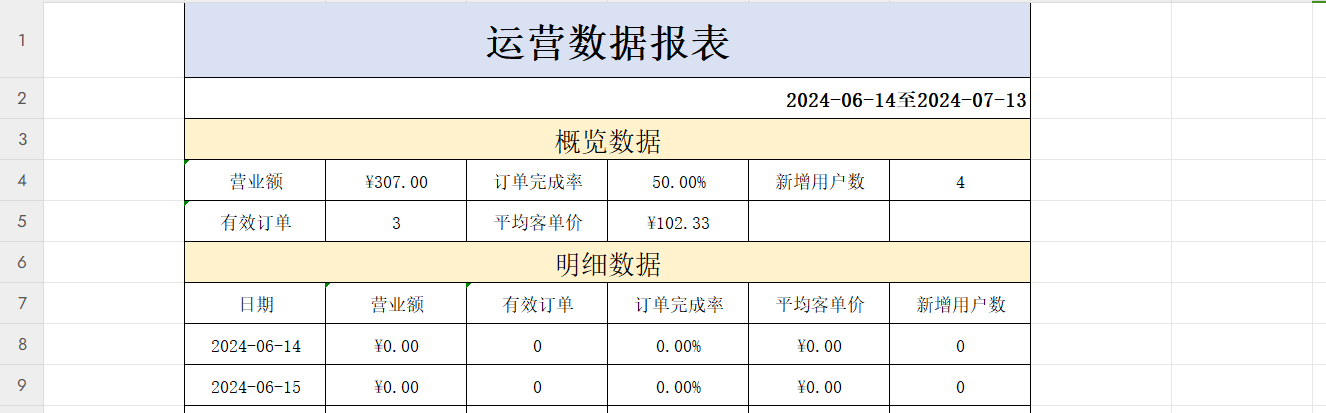 1 运营数据报表
2 2024-06-14至2024-07-13
3 概览数据
4 营业额 ¥307.00 订单完成率 50.00% 新增用户数 4
5 有效订单 3 平均客单价 ¥102.33
6 明细数据
7 日期 营业额 有效订单 订单完成率 平均客单价 新增用户数
8 2024-06-14 ¥0.00 0 0.00% ¥0.00 0
9 2024-06-15 ¥0.00 0 0.00% ¥0.00 0